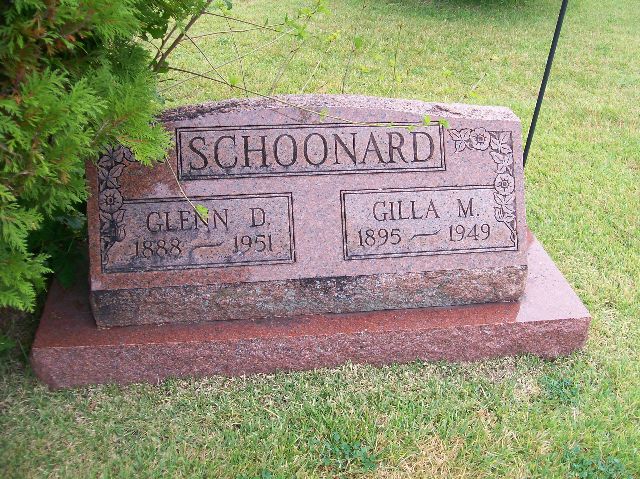 SCHOONARD
GLENN D.
1888 — 1951
GILLA M.
1895 — 1949